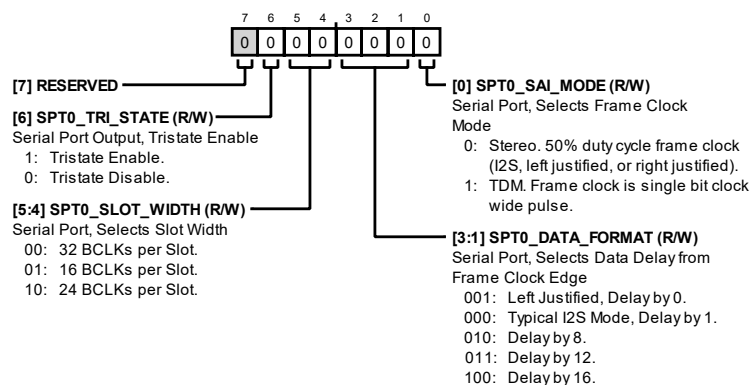 7 6 5 4 3 2 1 0
0 0 0 0 0 0 0 0
[7] RESERVED
[6] SPT0_TRI_STATE (R/W)
Serial Port Output, Tristate Enable
1: Tristate Enable.
0: Tristate Disable.
[5:4] SPT0_SLOT_WIDTH (R/W)
Serial Port, Selects Slot Width
00: 32 BCLKs per Slot.
01: 16 BCLKs per Slot.
10: 24 BCLKs per Slot.
[0] SPT0_SAI_MODE (R/W)
Serial Port, Selects Frame Clock
Mode
0: Stereo. 50% duty cycle frame clock
(I2S, left justified, or right justified).
1: TDM. Frame clock is single bit clock
wide pulse.
[3:1] SPT0_DATA_FORMAT (R/W)
Serial Port, Selects Data Delay from
Frame Clock Edge
001: Left Justified, Delay by 0.
000: Typical I2S Mode, Delay by 1.
010: Delay by 8.
011: Delay by 12.
100: Delay by 16.